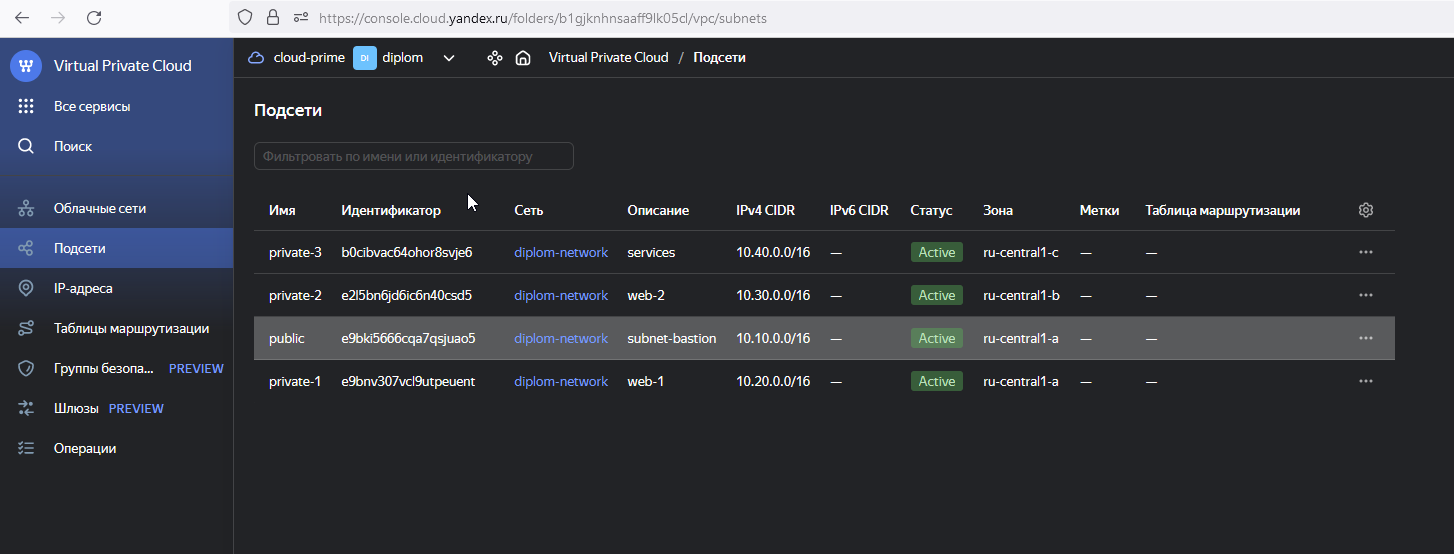 https://console.cloud.yandex.ru/folders/b1gjknhnsaaff9lk05cl/vpc/subnets
Virtual Private Cloud
Все сервисы
Поиск
Облачные сети
Подсети
IP-адреса
Таблицы маршрутизации
Группы безопа... PREVIEW
Шлюзы PREVIEW
Операции
cloud-prime DI diplom Virtual Private Cloud / Подсети
Подсети
Фильтровать по имени или идентификатору
Имя Идентификатор Сеть Описание IPv4 CIDR IPv6 CIDR Статус Зона Метки Таблица маршрутизации
private-3 b0cibvac64ohor8svje6 diplom-network services 10.40.0.0/16 — Active ru-central1-c — —
private-2 e2l5bn6jd6ic6n40csd5 diplom-network web-2 10.30.0.0/16 — Active ru-central1-b — —
public e9bki5666cqa7qsjuao5 diplom-network subnet-bastion 10.10.0.0/16 — Active ru-central1-a — —
private-1 e9bnv307vcl9utpeuent diplom-network web-1 10.20.0.0/16 — Active ru-central1-a — —